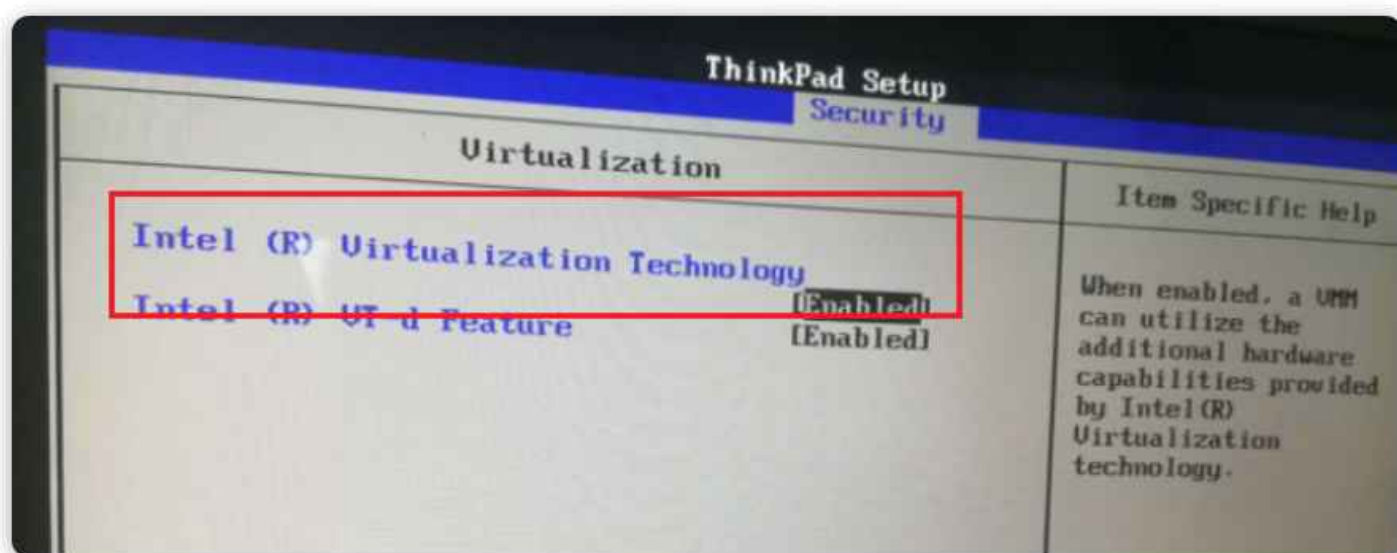 ThinkPad Setup
Security
Virtualization
Item Specific Help
Intel (R) Virtualization Technology
[Enabled]
Intel (R) VT-d Feature
[Enabled]
When enabled, a VMM
can utilize the
additional hardware
capabilities provided
by Intel(R)
Virtualization
technology.